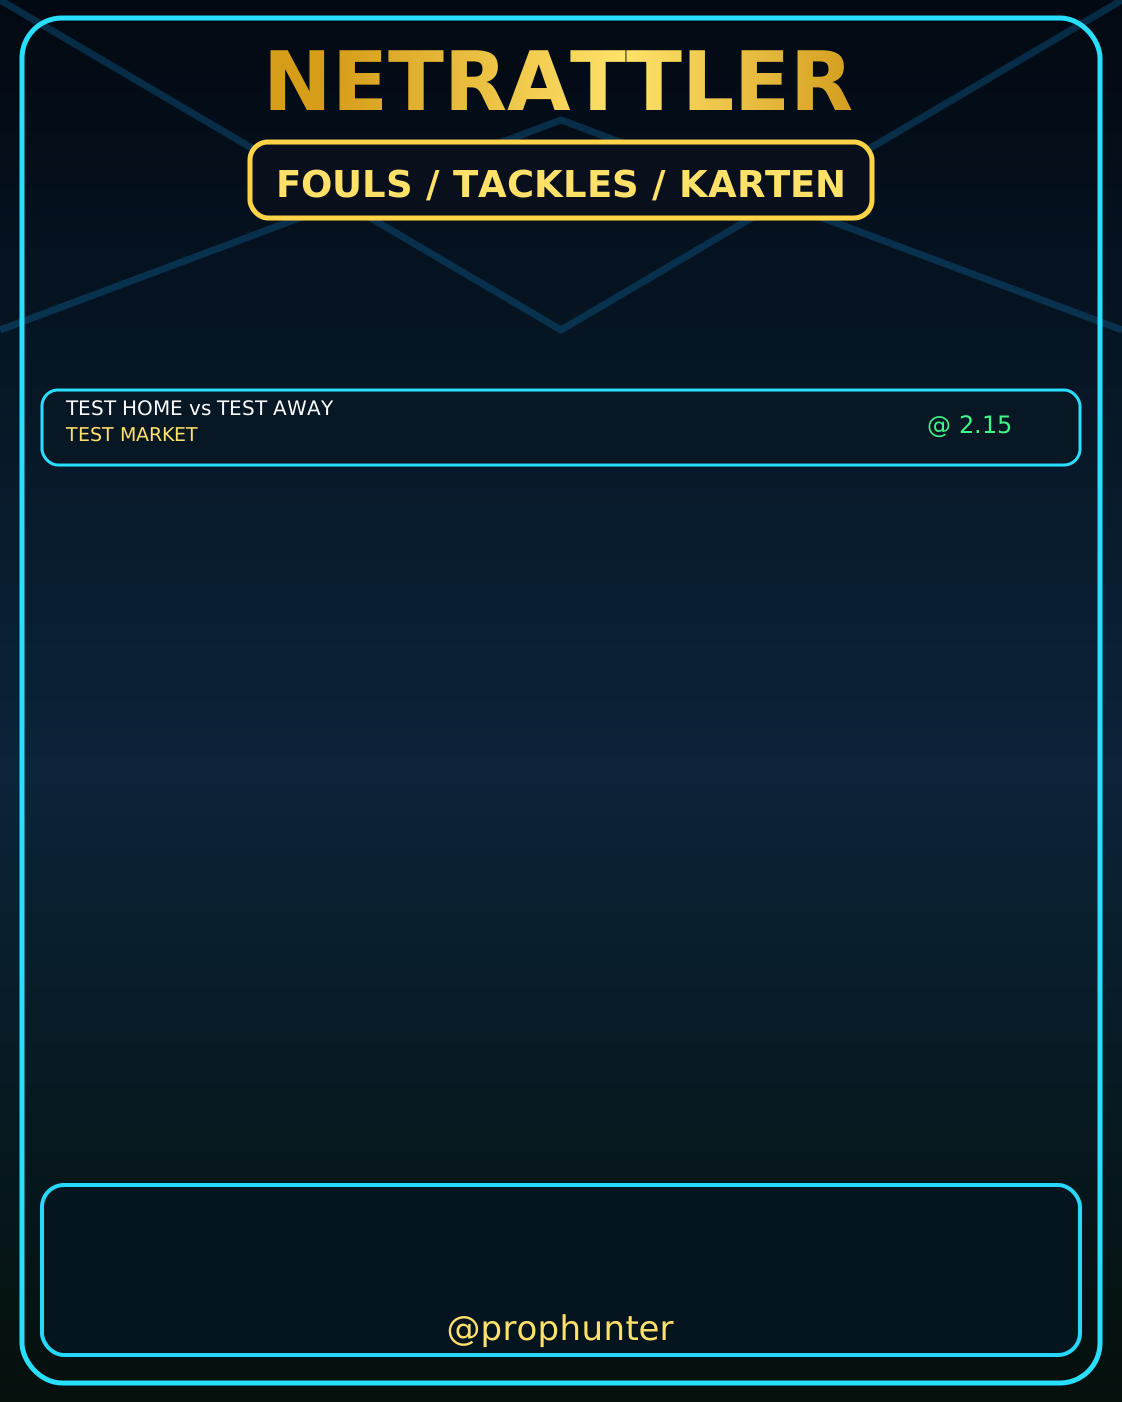 NETRATTLER
FOULS / TACKLES / KARTEN
TEST HOME vs TEST AWAY
TEST MARKET
@ 2.15
@prophunter